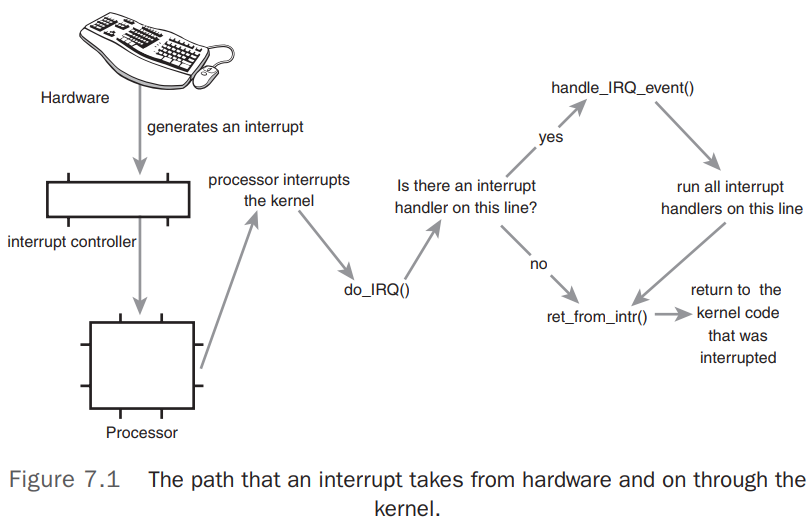 Hardware
generates an interrupt
interrupt controller
Processor
processor interrupts
the kernel
do_IRQ()
Is there an interrupt
handler on this line?
yes
no
handle_IRQ_event()
run all interrupt
handlers on this line
ret_from_intr()
return to the
kernel code
that was
interrupted
Figure 7.1 The path that an interrupt takes from hardware and on through the
kernel.